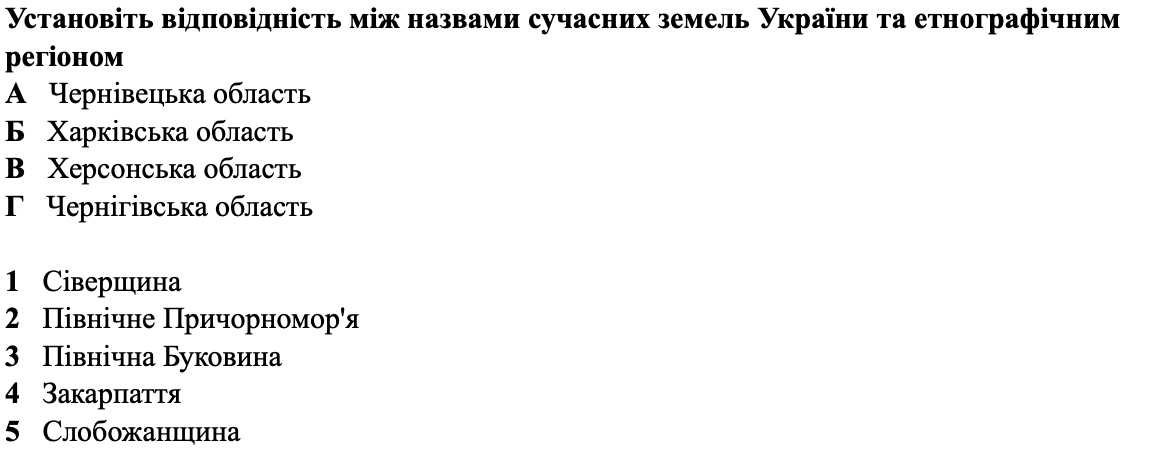 Установіть відповідність між назвами сучасних земель України та етнографічним
регіоном
А Чернівецька область
Б Харківська область
В Херсонська область
Г Чернігівська область
1 Сіверщина
2 Північне Причорномор'я
3 Північна Буковина
4 Закарпаття
5 Слобожанщина